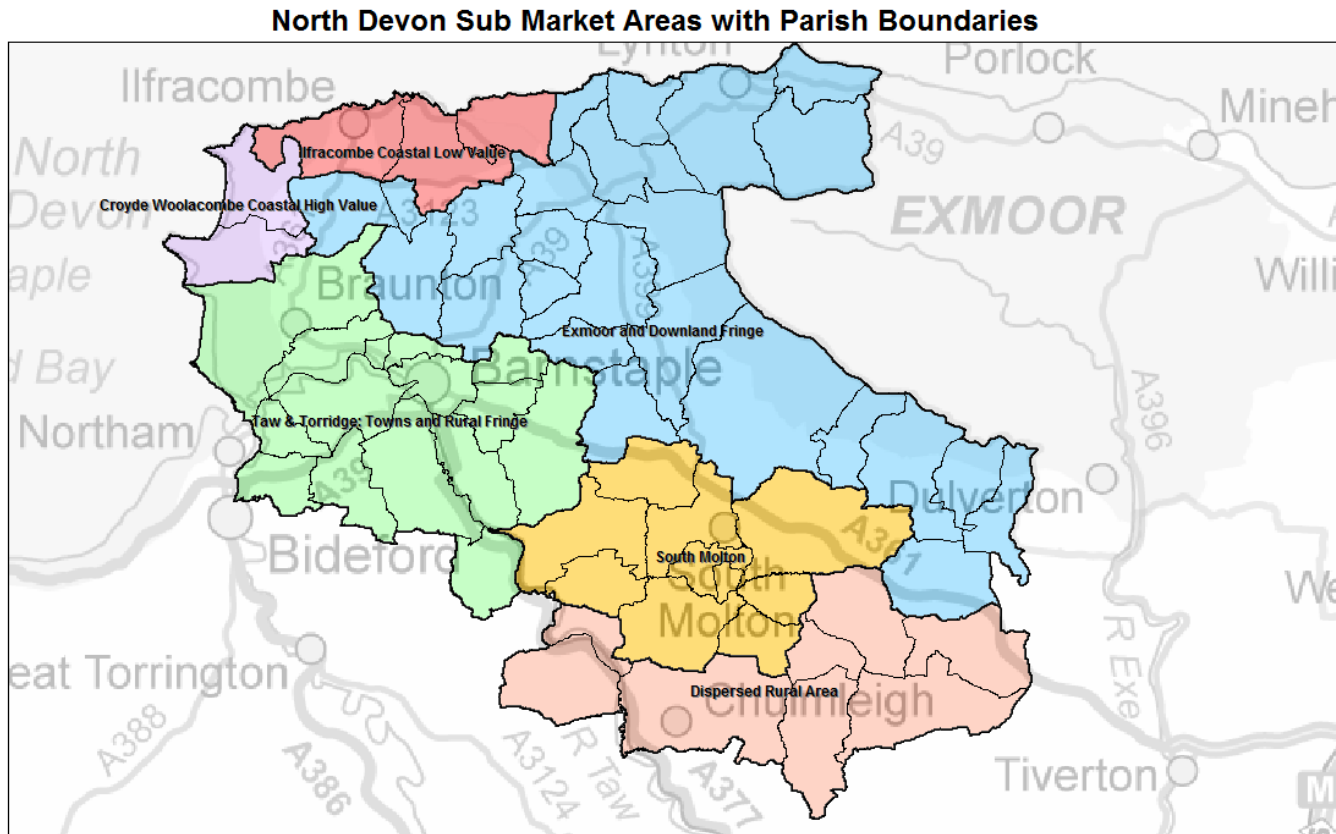 North Devon Sub Market Areas with Parish Boundaries
Lynton
Porlock
Ilfracombe
Mineh
A39
North
Devon
Ilfracombe Coastal Low Value
Croyde Woolacombe Coastal High Value
A3123
EXMOOR
aple
Willi
Braunton
A39
A399
Exmoor and Downland Fringe
d Bay
Barnstaple
A396
Northam
Taw & Torridge: Towns and Rural Fringe
A39
Dulverton
Bideford
A361
South Molton
South
Molton
We
R Exe
eat Torrington
Dispersed Rural Area
Chulmleigh
A388
A386
A3124
R Taw
A377
Tiverton
M